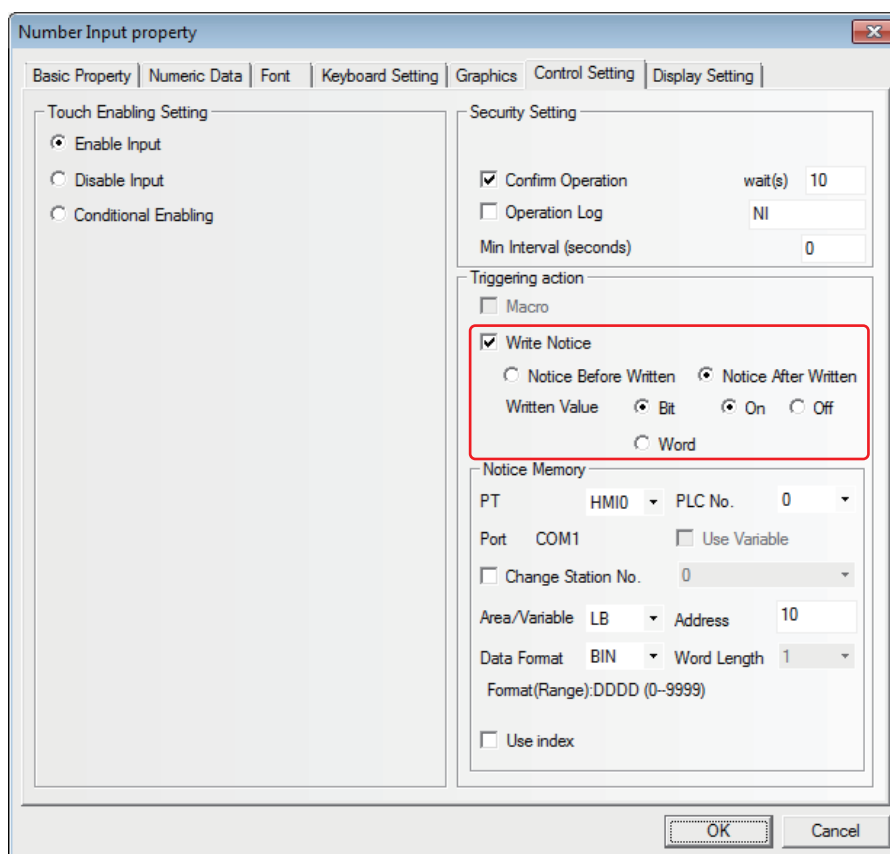 Number Input property
Basic Property Numeric Data Font Keyboard Setting Graphics Control Setting Display Setting
Touch Enabling Setting
Enable Input
Disable Input
Conditional Enabling
Security Setting
Confirm Operation wait(s) 10
Operation Log NI
Min Interval (seconds) 0
Triggering action
Macro
Write Notice
Notice Before Written Notice After Written
Written Value Bit On Off
Word
Notice Memory
PT HMI0 PLC No. 0
Port COM1 Use Variable
Change Station No. 0
Area/Variable LB Address 10
Data Format BIN Word Length 1
Format(Range):DDDD (0--9999)
Use index
OK Cancel